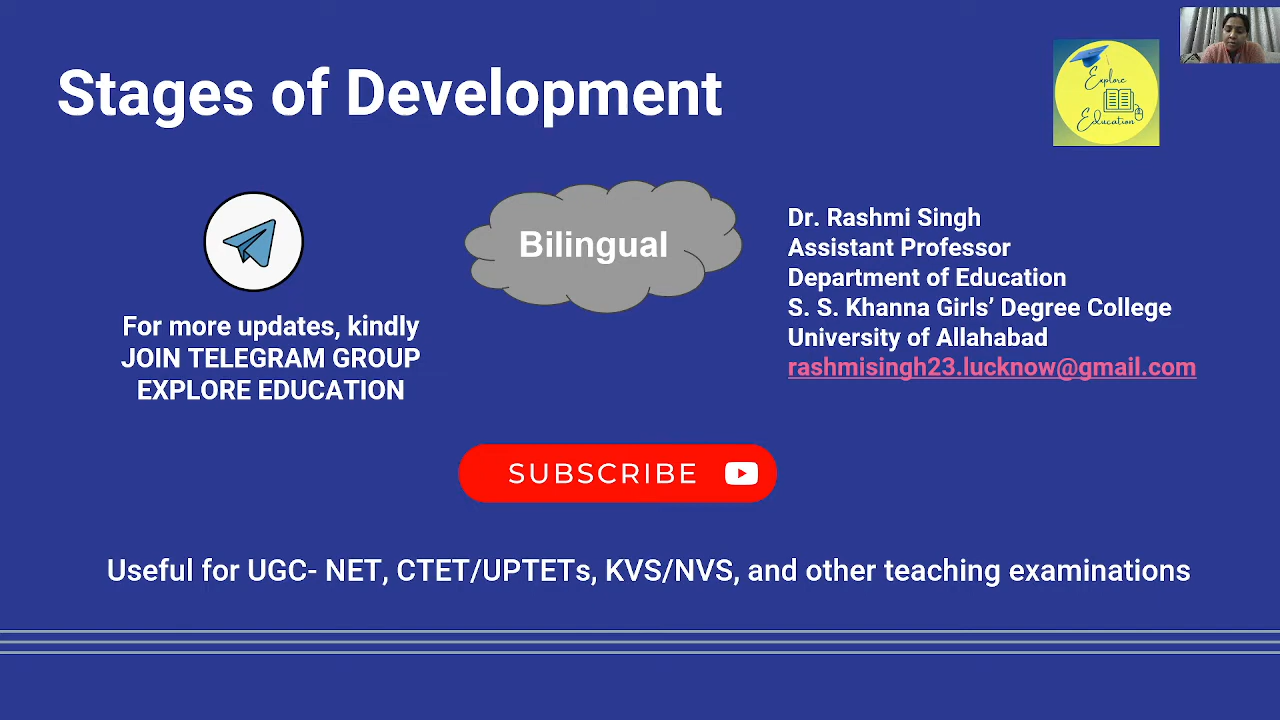 Stages of Development
Explore
Education
Bilingual
For more updates, kindly
JOIN TELEGRAM GROUP
EXPLORE EDUCATION
Dr. Rashmi Singh
Assistant Professor
Department of Education
S. S. Khanna Girls’ Degree College
University of Allahabad
rashmisingh23.lucknow@gmail.com
SUBSCRIBE
Useful for UGC- NET, CTET/UPTETs, KVS/NVS, and other teaching examinations